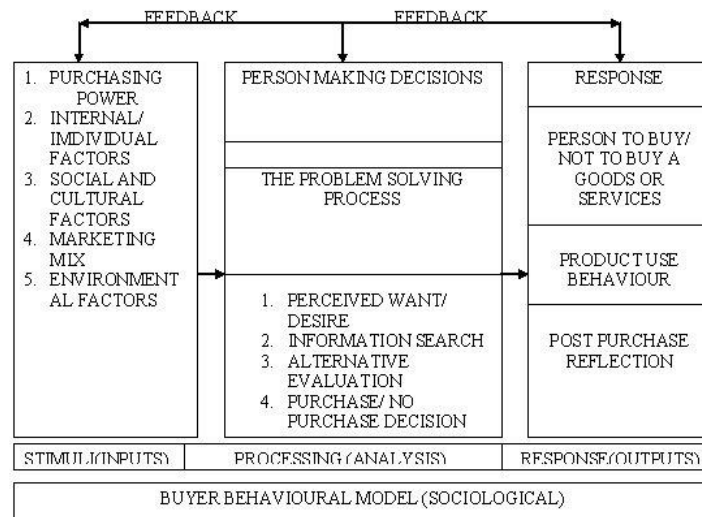 FEEDBACK FEEDBACK
1. PURCHASING
POWER
2. INTERNAL/
IMDIVIDUAL
FACTORS
3. SOCIAL AND
CULTURAL
FACTORS
4. MARKETING
MIX
5. ENVIRONMENT
AL FACTORS
PERSON MAKING DECISIONS
THE PROBLEM SOLVING
PROCESS
1. PERCEIVED WANT/
DESIRE
2. INFORMATION SEARCH
3. ALTERNATIVE
EVALUATION
4. PURCHASE/ NO
PURCHASE DECISION
RESPONSE
PERSON TO BUY/
NOT TO BUY A
GOODS OR
SERVICES
PRODUCT USE
BEHAVIOUR
POST PURCHASE
REFLECTION
STIMULI(INPUTS) PROCESSING (ANALYSIS) RESPONSE(OUTPUTS)
BUYER BEHAVIOURAL MODEL (SOCIOLOGICAL)